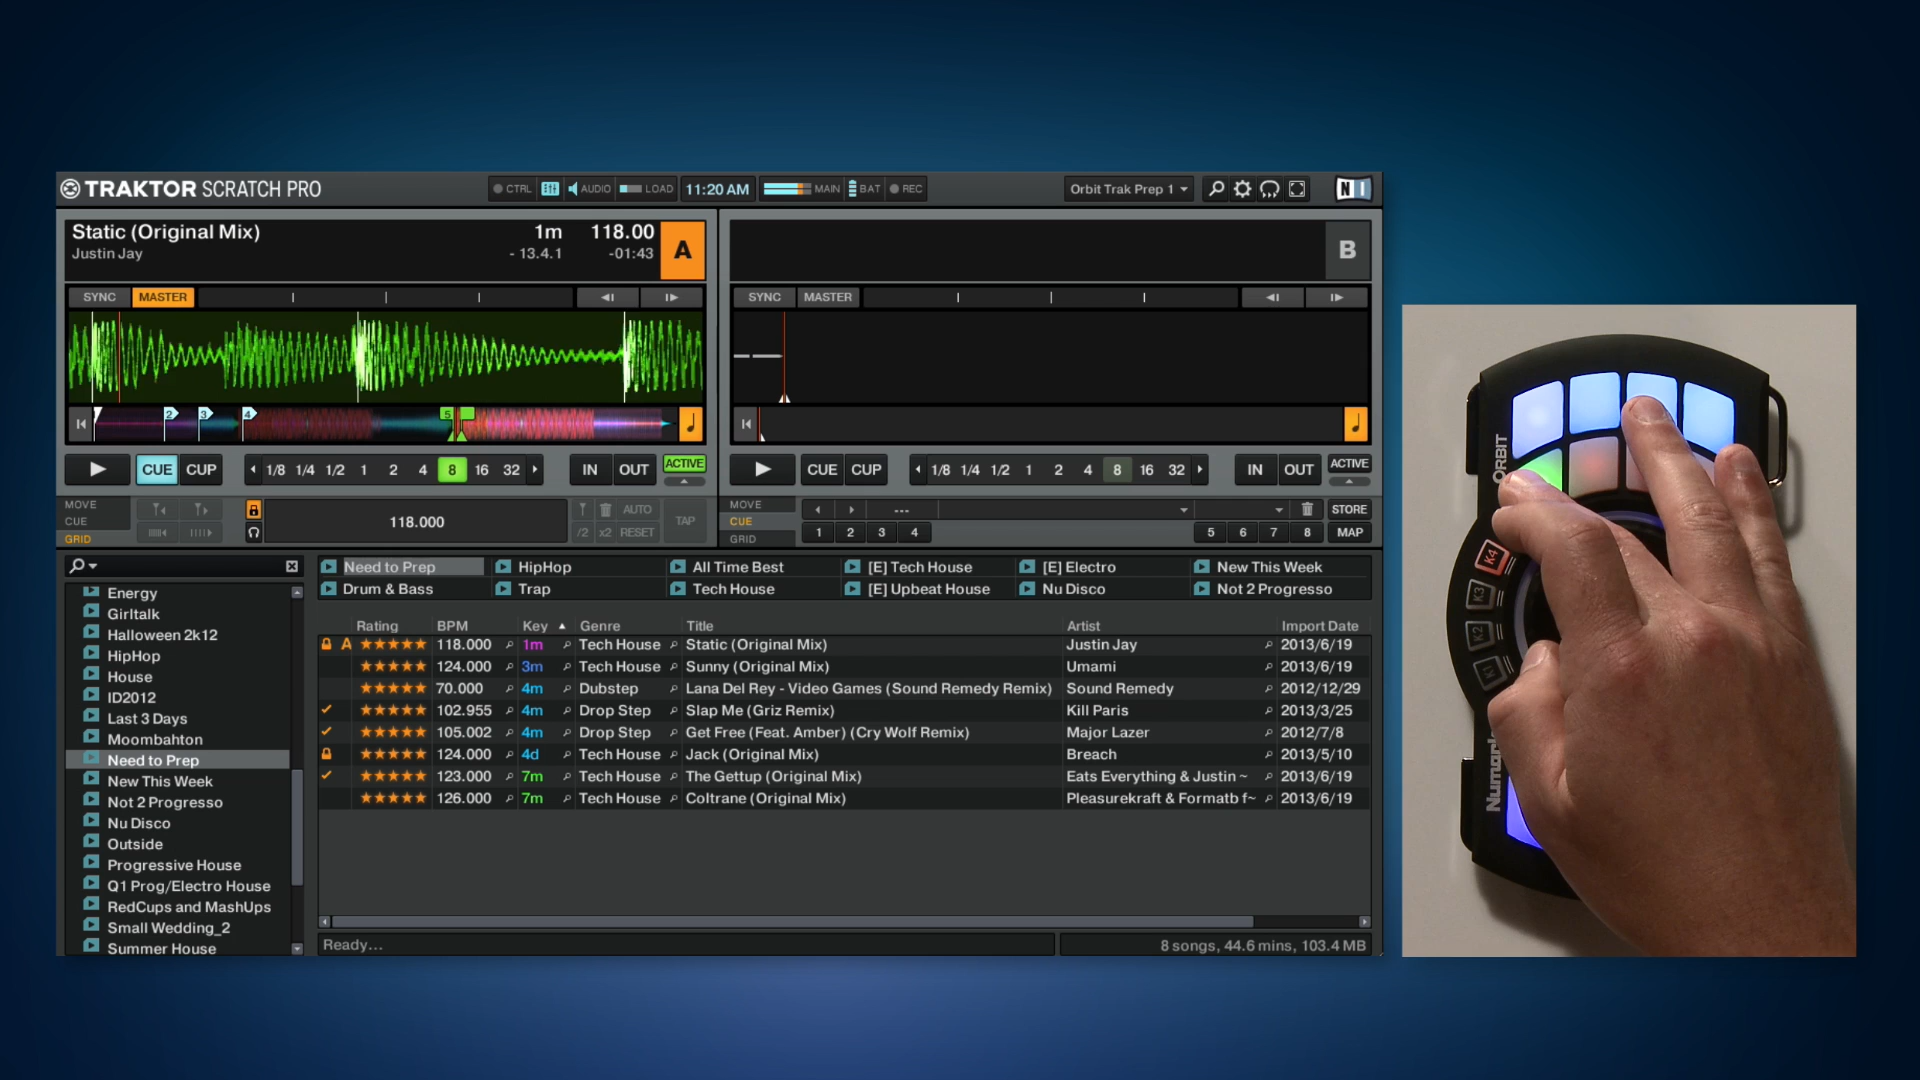 TRAKTOR SCRATCH PRO
CTRL AUDIO LOAD 11:20 AM MAIN BAT REC
Orbit Trak Prep 1
NI
Static (Original Mix) 1m 118.00
Justin Jay - 13.4.1 -01:43
A
B
SYNC MASTER
SYNC MASTER
2 3 4 5
CUE CUP 1/8 1/4 1/2 1 2 4 8 16 32 IN OUT ACTIVE
CUE CUP 1/8 1/4 1/2 1 2 4 8 16 32 IN OUT ACTIVE
MOVE
CUE
GRID
118.000
AUTO
/2 x2 RESET
TAP
MOVE
CUE
GRID
--- STORE
1 2 3 4 5 6 7 8 MAP
Need to Prep HipHop All Time Best [E] Tech House [E] Electro New This Week
Drum & Bass Trap Tech House [E] Upbeat House Nu Disco Not 2 Progresso
Energy
Girltalk
Halloween 2k12
HipHop
House
ID2012
Last 3 Days
Moombahton
Need to Prep
New This Week
Not 2 Progresso
Nu Disco
Outside
Progressive House
Q1 Prog/Electro House
RedCups and MashUps
Small Wedding_2
Summer House
Rating BPM Key Genre Title Artist Import Date
A ★★★★★ 118.000 1m Tech House Static (Original Mix) Justin Jay 2013/6/19
★★★★★ 124.000 3m Tech House Sunny (Original Mix) Umami 2013/6/19
★★★★★ 70.000 4m Dubstep Lana Del Rey - Video Games (Sound Remedy Remix) Sound Remedy 2012/12/29
★★★★★ 102.955 4m Drop Step Slap Me (Griz Remix) Kill Paris 2013/3/25
★★★★★ 105.002 4m Drop Step Get Free (Feat. Amber) (Cry Wolf Remix) Major Lazer 2012/7/8
★★★★★ 124.000 4d Tech House Jack (Original Mix) Breach 2013/5/10
★★★★★ 123.000 7m Tech House The Gettup (Original Mix) Eats Everything & Justin ~ 2013/6/19
★★★★★ 126.000 7m Tech House Coltrane (Original Mix) Pleasurekraft & Formatb f~ 2013/6/19
Ready... 8 songs, 44.6 mins, 103.4 MB
ORBIT
K4
K3
K2
K1